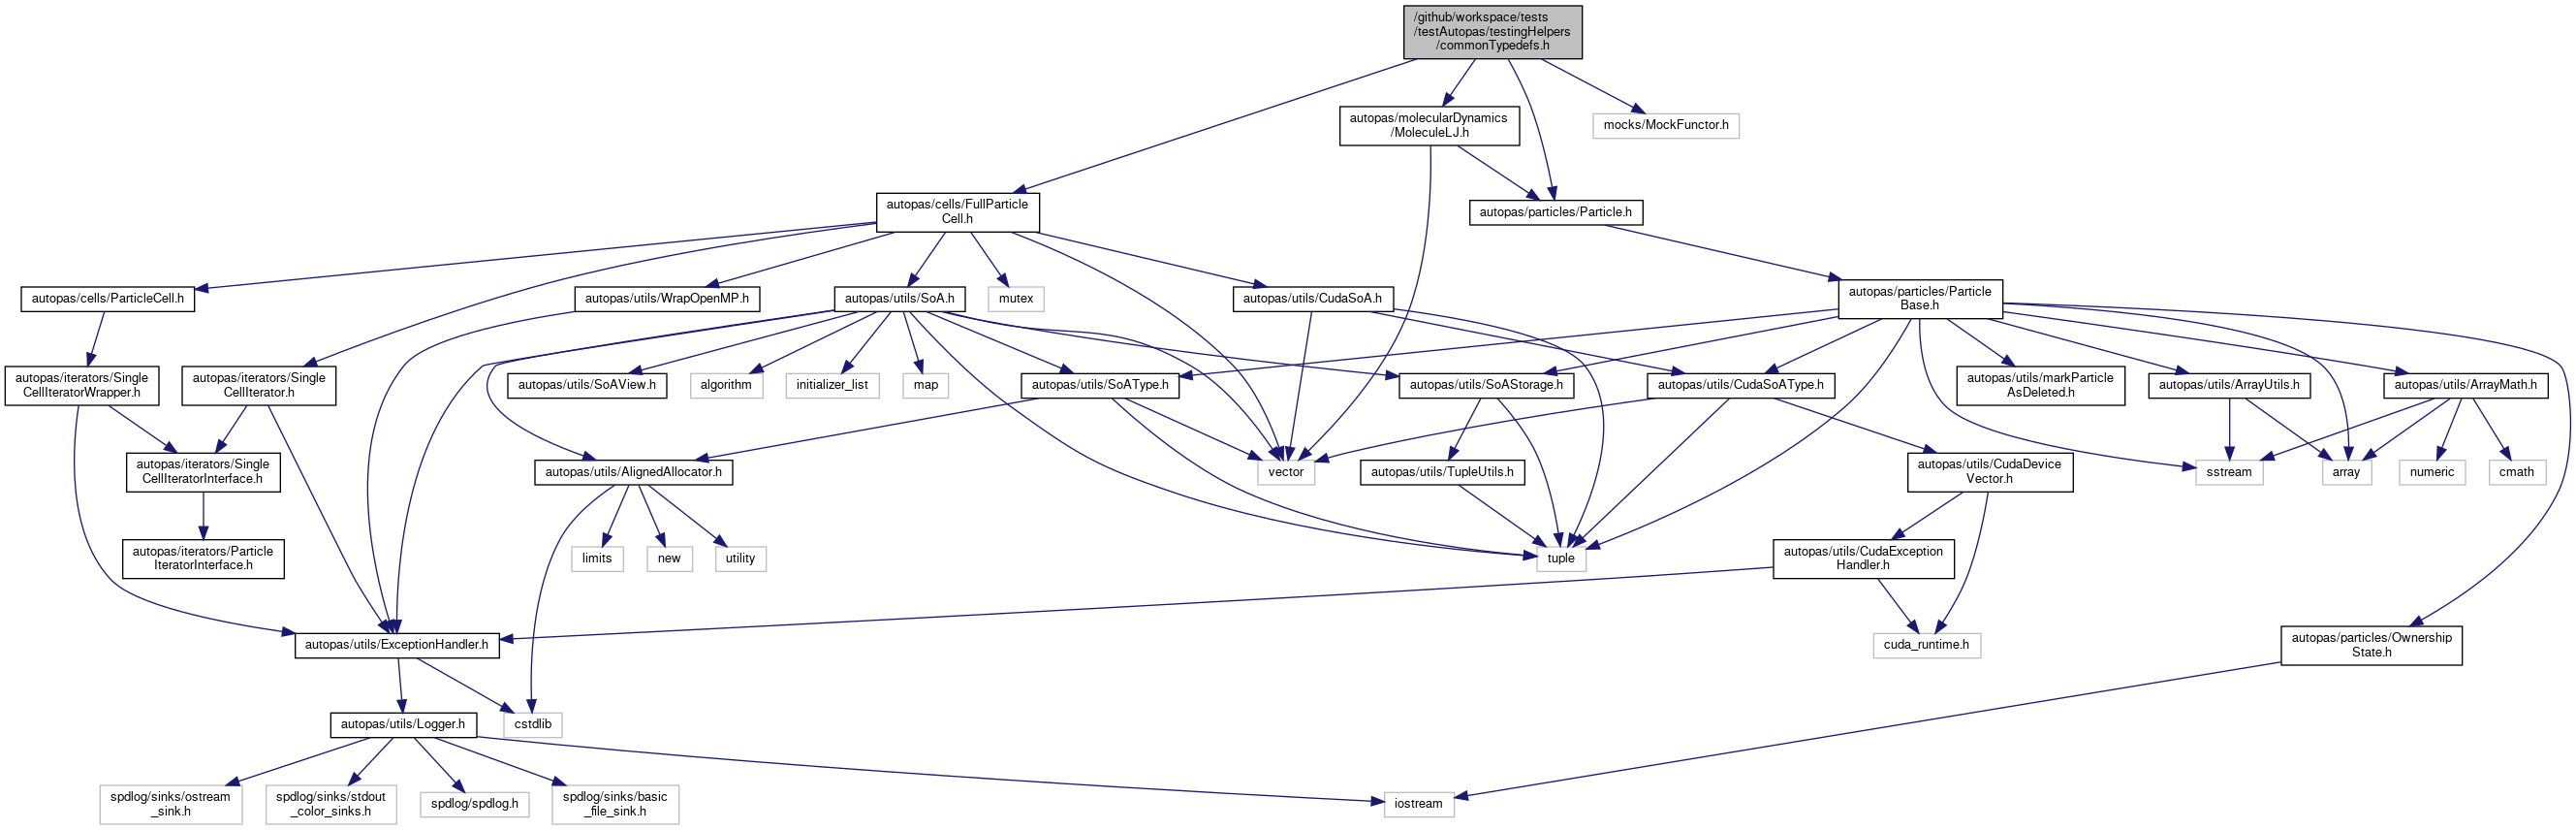 /github/workspace/tests
/testAutopas/testingHelpers
/commonTypedefs.h
autopas/molecularDynamics
/MoleculeLJ.h
mocks/MockFunctor.h
autopas/cells/FullParticle
Cell.h
autopas/particles/Particle.h
autopas/cells/ParticleCell.h
autopas/utils/WrapOpenMP.h
autopas/utils/SoA.h
mutex
autopas/utils/CudaSoA.h
autopas/particles/Particle
Base.h
autopas/iterators/Single
CellIteratorWrapper.h
autopas/iterators/Single
CellIterator.h
autopas/utils/SoAView.h
algorithm
initializer_list
map
autopas/utils/SoAType.h
autopas/utils/SoAStorage.h
autopas/utils/CudaSoAType.h
autopas/utils/markParticle
AsDeleted.h
autopas/utils/ArrayUtils.h
autopas/utils/ArrayMath.h
autopas/iterators/Single
CellIteratorInterface.h
autopas/utils/AlignedAllocator.h
vector
autopas/utils/TupleUtils.h
autopas/utils/CudaDevice
Vector.h
sstream
array
numeric
cmath
autopas/iterators/Particle
IteratorInterface.h
limits
new
utility
tuple
autopas/utils/CudaException
Handler.h
autopas/utils/ExceptionHandler.h
cuda_runtime.h
autopas/particles/Ownership
State.h
autopas/utils/Logger.h
cstdlib
spdlog/sinks/ostream
_sink.h
spdlog/sinks/stdout
_color_sinks.h
spdlog/spdlog.h
spdlog/sinks/basic
_file_sink.h
iostream